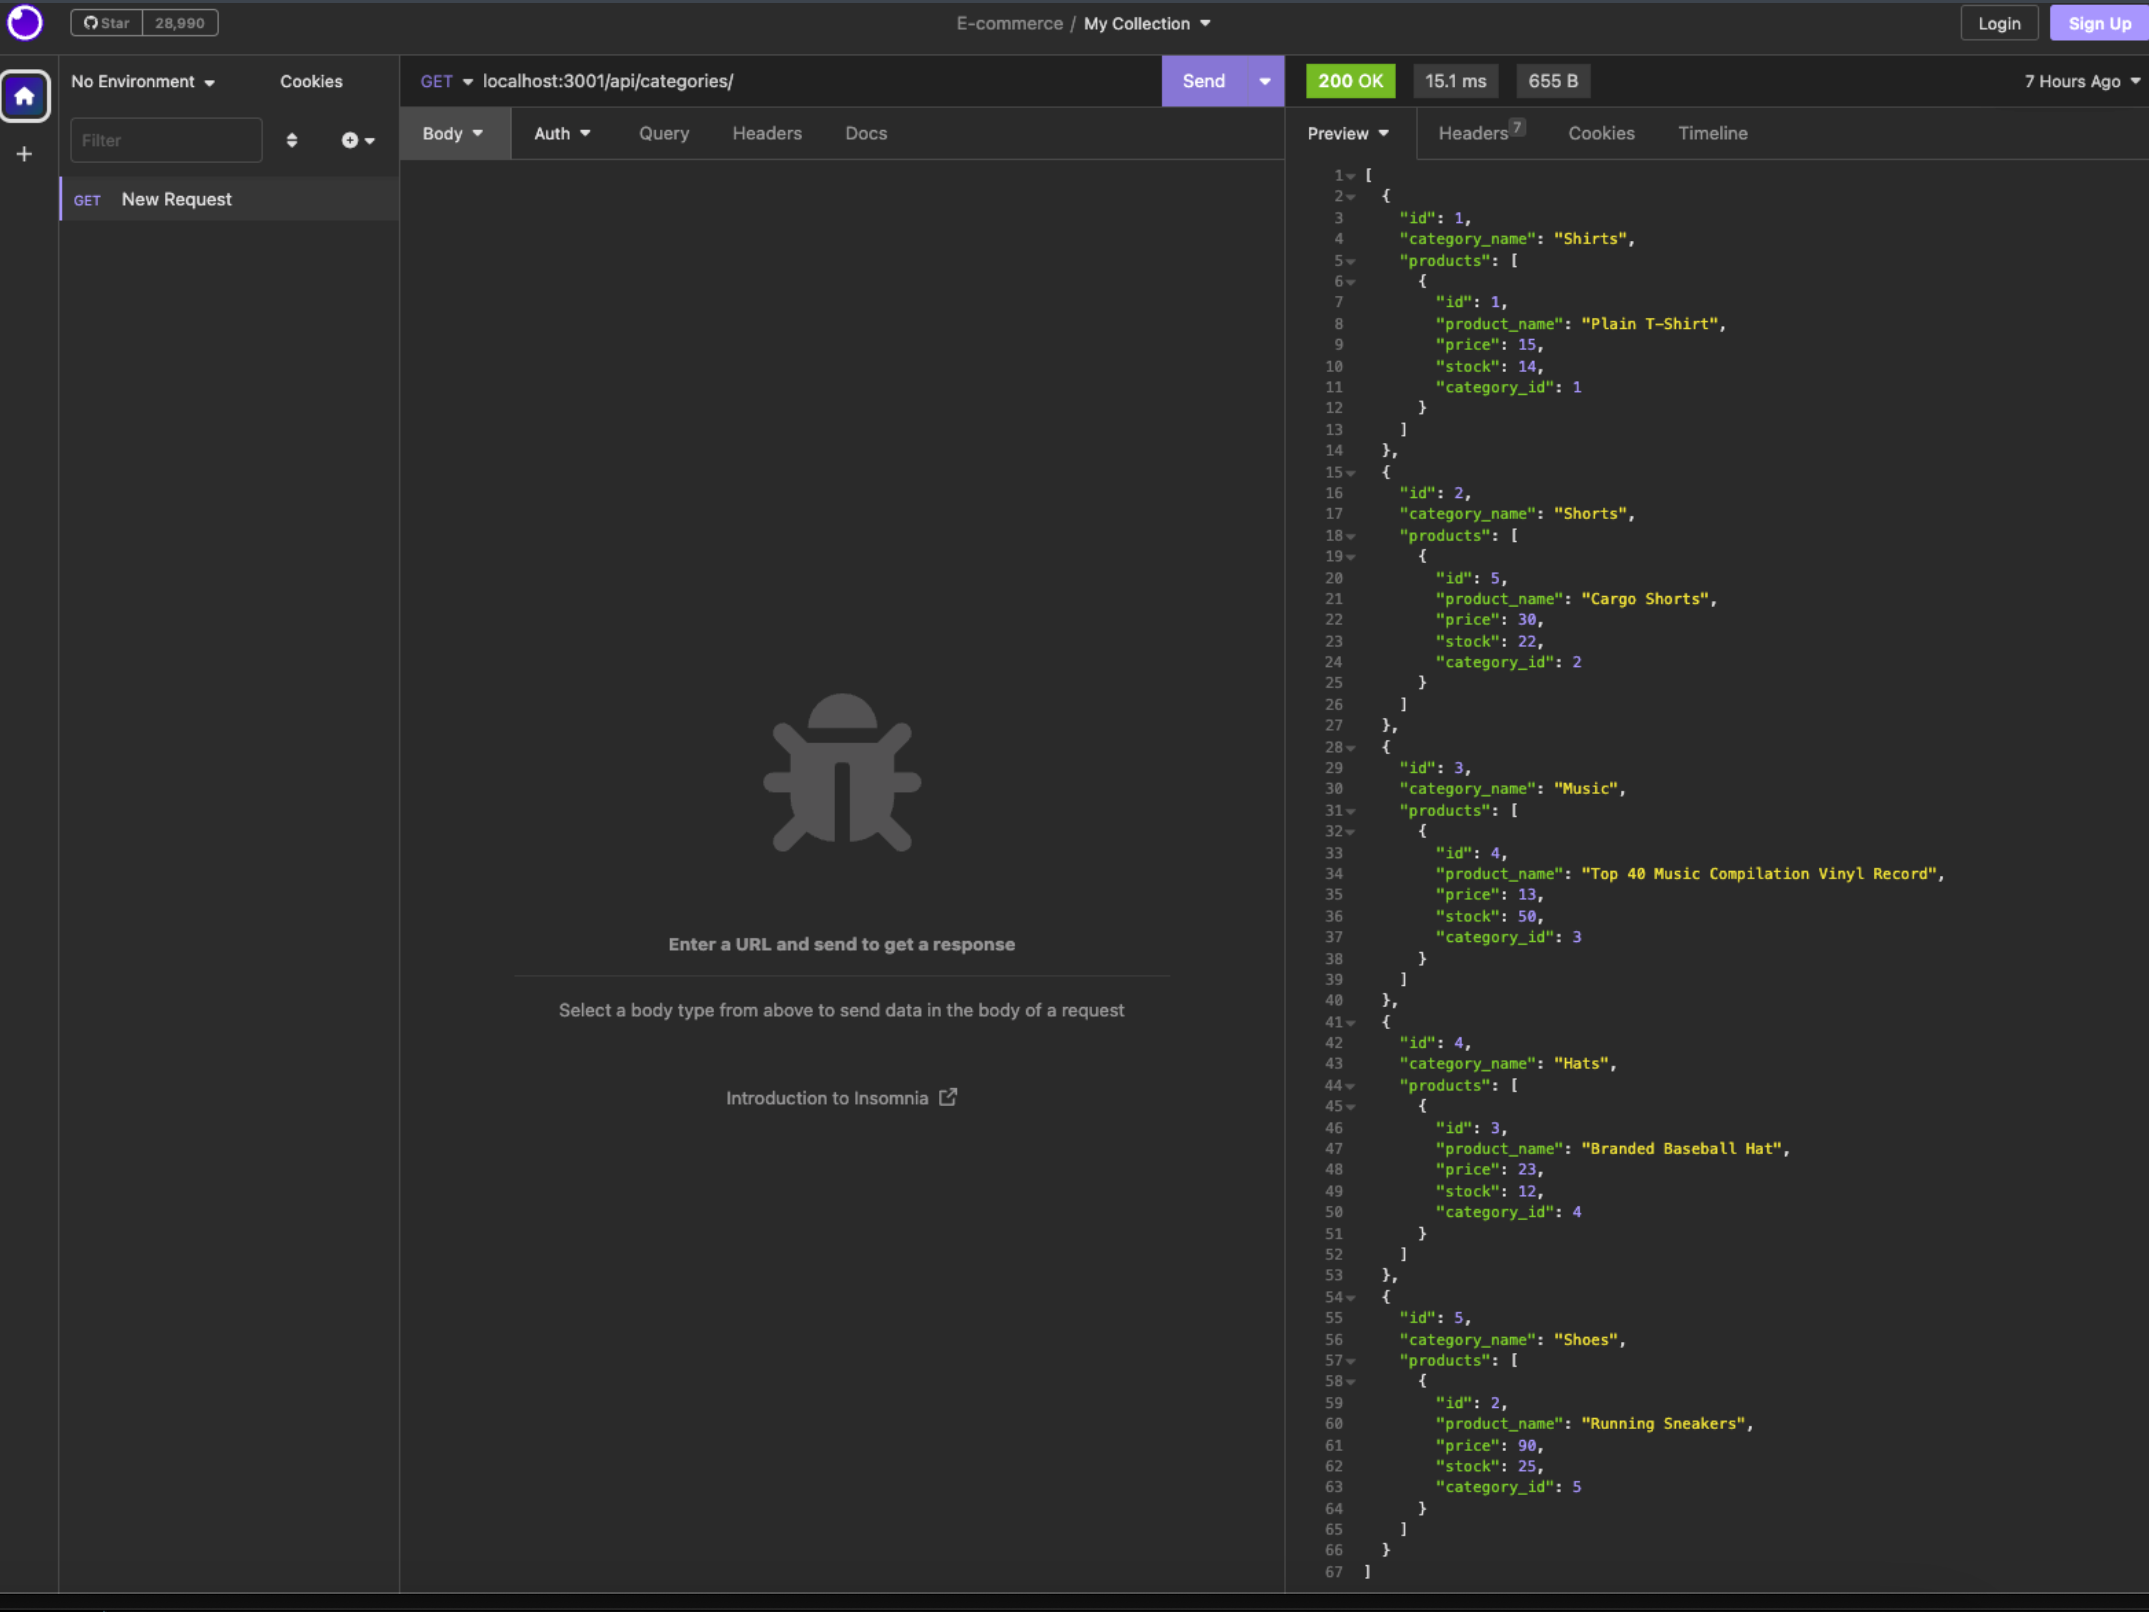 Star 28,990
E-commerce / My Collection
Login
Sign Up
No Environment
Cookies
Filter
GET New Request
GET localhost:3001/api/categories/
Send
Body
Auth
Query
Headers
Docs
Enter a URL and send to get a response
Select a body type from above to send data in the body of a request
Introduction to Insomnia
200 OK
15.1 ms
655 B
7 Hours Ago
Preview
Headers 7
Cookies
Timeline
1 [
2 {
3 "id": 1,
4 "category_name": "Shirts",
5 "products": [
6 {
7 "id": 1,
8 "product_name": "Plain T-Shirt",
9 "price": 15,
10 "stock": 14,
11 "category_id": 1
12 }
13 ]
14 },
15 {
16 "id": 2,
17 "category_name": "Shorts",
18 "products": [
19 {
20 "id": 5,
21 "product_name": "Cargo Shorts",
22 "price": 30,
23 "stock": 22,
24 "category_id": 2
25 }
26 ]
27 },
28 {
29 "id": 3,
30 "category_name": "Music",
31 "products": [
32 {
33 "id": 4,
34 "product_name": "Top 40 Music Compilation Vinyl Record",
35 "price": 13,
36 "stock": 50,
37 "category_id": 3
38 }
39 ]
40 },
41 {
42 "id": 4,
43 "category_name": "Hats",
44 "products": [
45 {
46 "id": 3,
47 "product_name": "Branded Baseball Hat",
48 "price": 23,
49 "stock": 12,
50 "category_id": 4
51 }
52 ]
53 },
54 {
55 "id": 5,
56 "category_name": "Shoes",
57 "products": [
58 {
59 "id": 2,
60 "product_name": "Running Sneakers",
61 "price": 90,
62 "stock": 25,
63 "category_id": 5
64 }
65 ]
66 }
67 ]